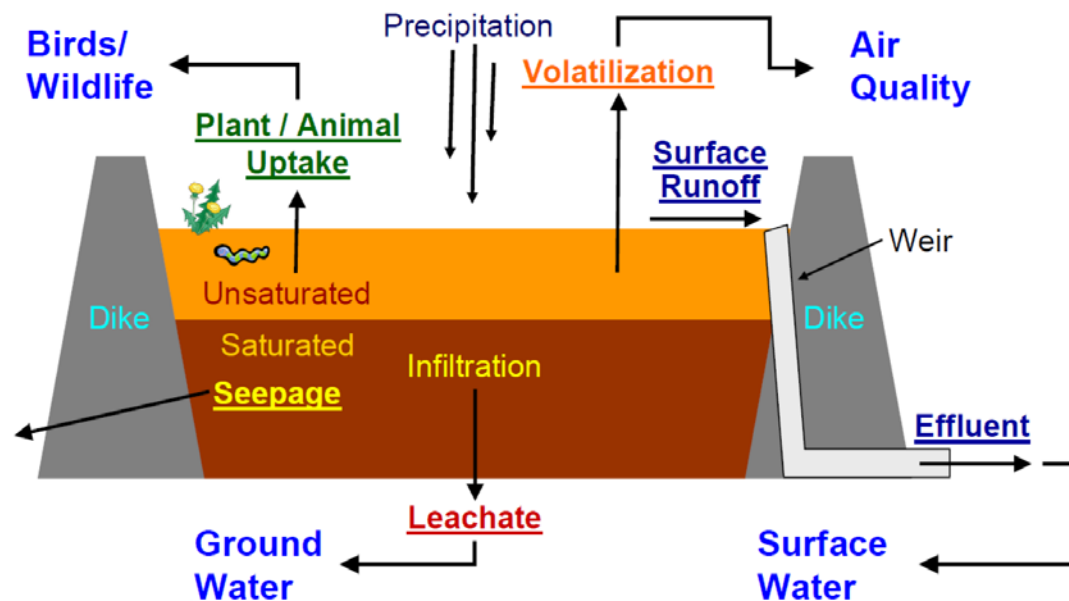 Precipitation
Birds/
Wildlife
Volatilization
Air
Quality
Plant / Animal
Uptake
Surface
Runoff
Weir
Unsaturated
Dike
Dike
Saturated
Infiltration
Seepage
Effluent
Leachate
Ground
Water
Surface
Water